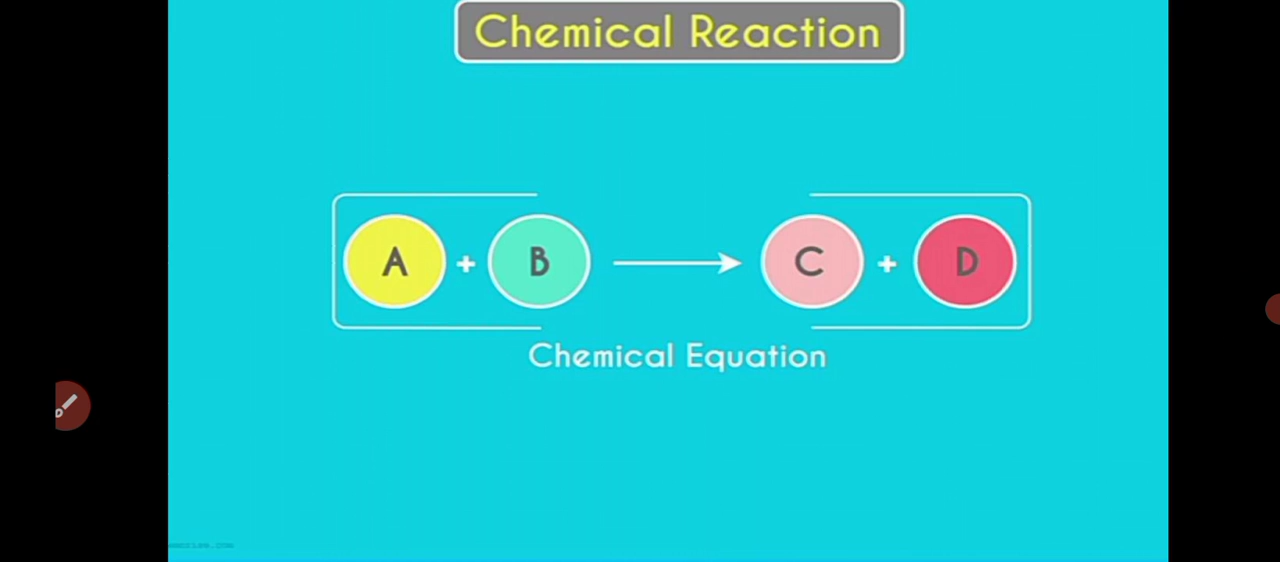 Chemical Reaction
A + B → C + D
Chemical Equation